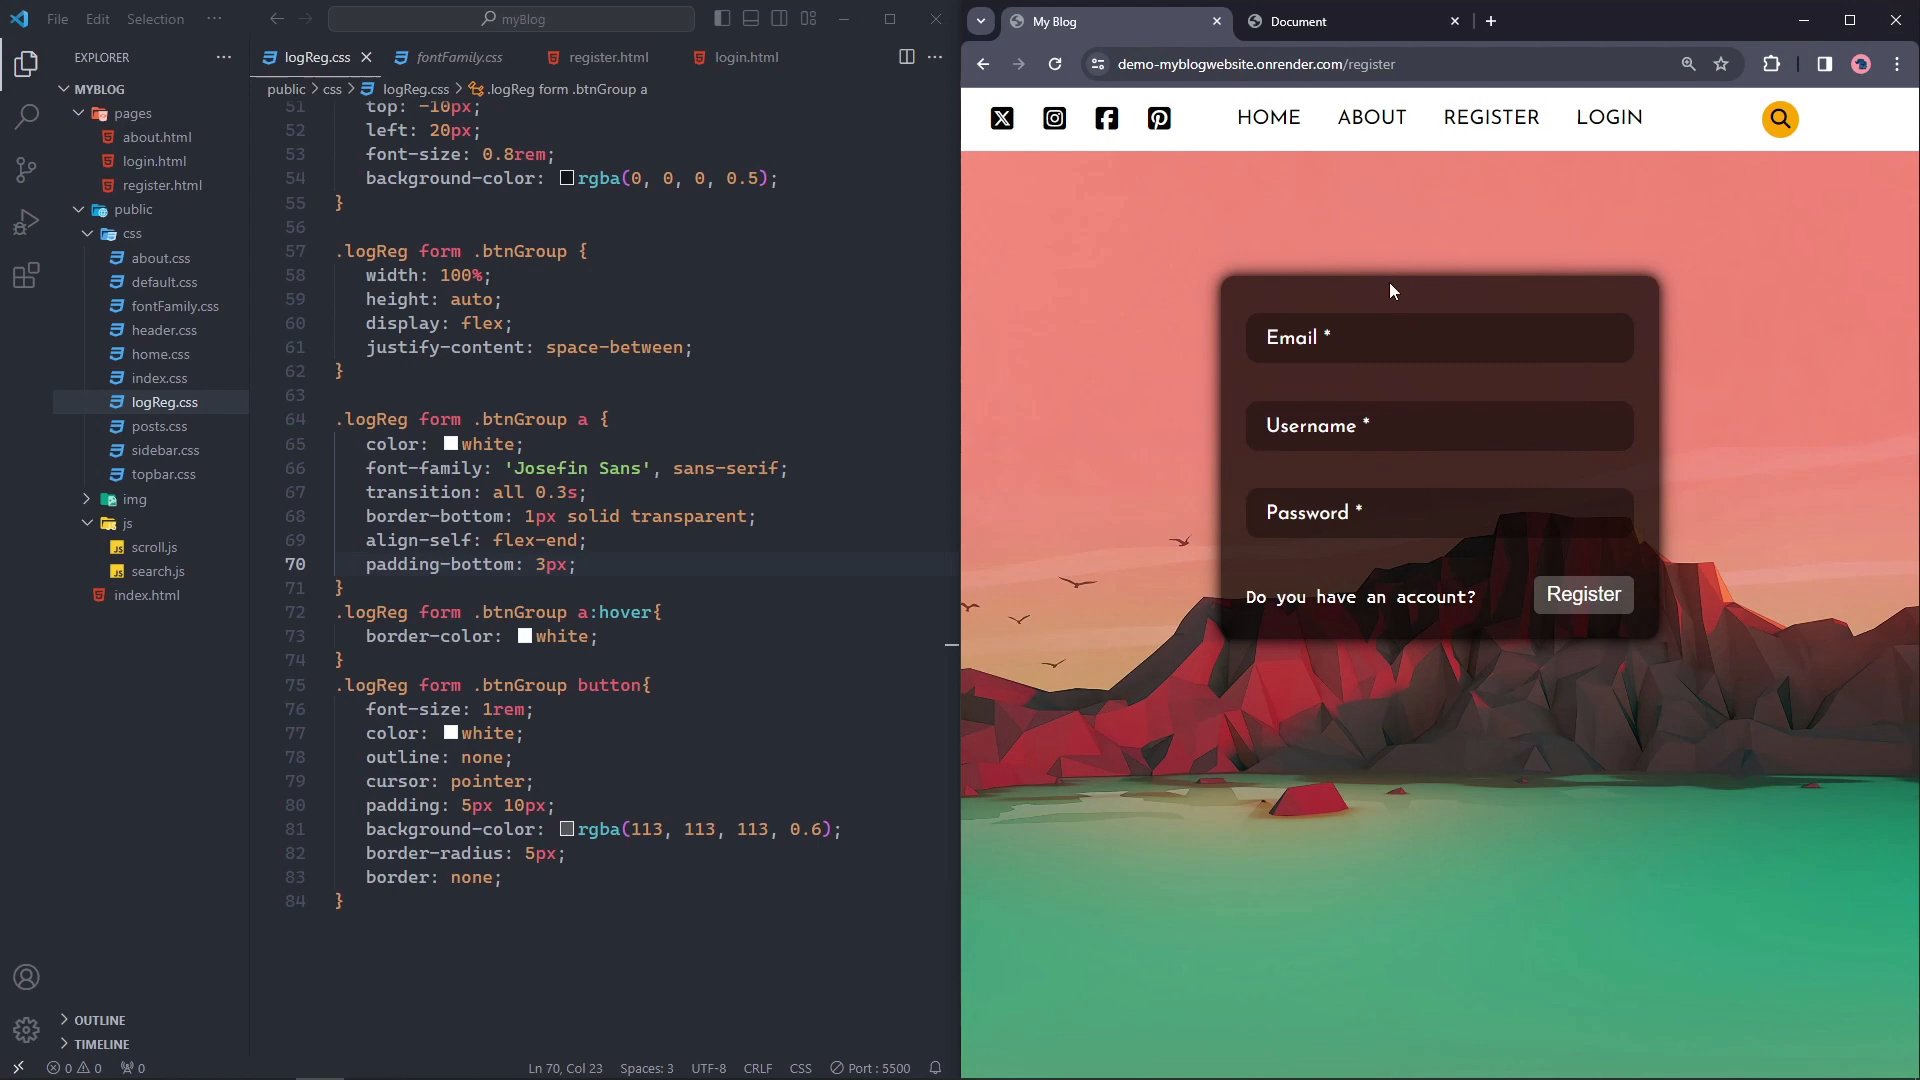 File Edit Selection ···
myBlog
EXPLORER ···
MYBLOG
pages
about.html
login.html
register.html
public
css
about.css
default.css
fontFamily.css
header.css
home.css
index.css
logReg.css
posts.css
sidebar.css
topbar.css
img
js
JS scroll.js
JS search.js
index.html
OUTLINE
TIMELINE
logReg.css fontFamily.css register.html login.html ···
public > css > logReg.css > .logReg form .btnGroup a
51 top: -10px;
52 left: 20px;
53 font-size: 0.8rem;
54 background-color: rgba(0, 0, 0, 0.5);
55 }
56
57 .logReg form .btnGroup {
58 width: 100%;
59 height: auto;
60 display: flex;
61 justify-content: space-between;
62 }
63
64 .logReg form .btnGroup a {
65 color: white;
66 font-family: 'Josefin Sans', sans-serif;
67 transition: all 0.3s;
68 border-bottom: 1px solid transparent;
69 align-self: flex-end;
70 padding-bottom: 3px;
71 }
72 .logReg form .btnGroup a:hover{
73 border-color: white;
74 }
75 .logReg form .btnGroup button{
76 font-size: 1rem;
77 color: white;
78 outline: none;
79 cursor: pointer;
80 padding: 5px 10px;
81 background-color: rgba(113, 113, 113, 0.6);
82 border-radius: 5px;
83 border: none;
84 }
0 0 0 Ln 70, Col 23 Spaces: 3 UTF-8 CRLF CSS Port : 5500
My Blog Document
demo-myblogwebsite.onrender.com/register
HOME ABOUT REGISTER LOGIN
Email *
Username *
Password *
Do you have an account? Register